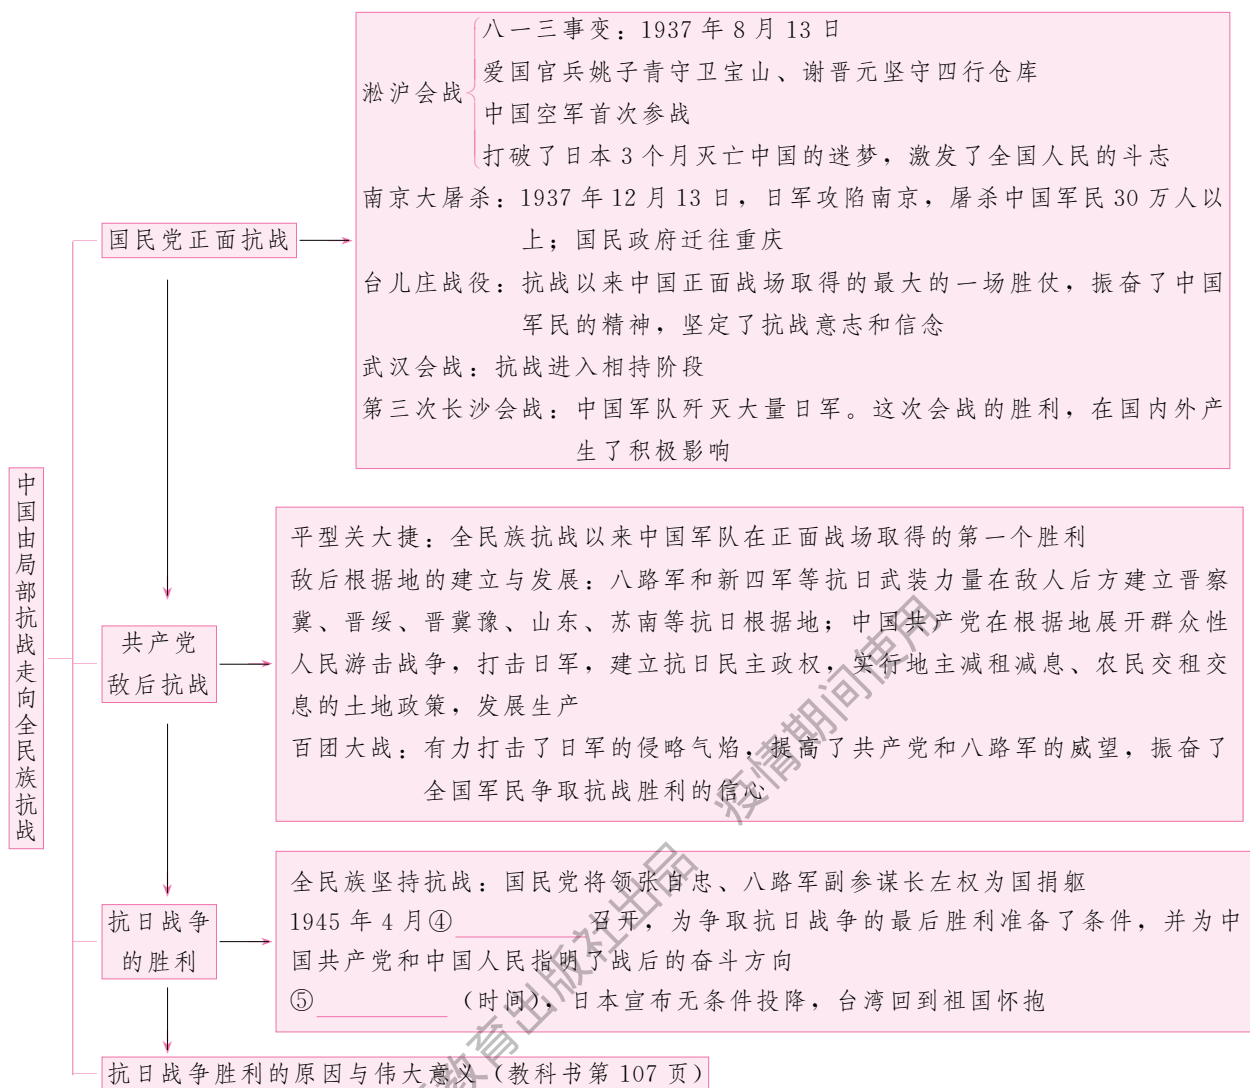 八一三事变：1937 年 8 月 13 日
淞沪会战
爱国官兵姚子青守卫宝山、谢晋元坚守四行仓库
中国空军首次参战
打破了日本 3 个月灭亡中国的迷梦，激发了全国人民的斗志
南京大屠杀：1937 年 12 月 13 日，日军攻陷南京，屠杀中国军民 30 万人以
上；国民政府迁往重庆
国民党正面抗战
台儿庄战役：抗战以来中国正面战场取得的最大的一场胜仗，振奋了中国
军民的精神，坚定了抗战意志和信念
武汉会战：抗战进入相持阶段
第三次长沙会战：中国军队歼灭大量日军。这次会战的胜利，在国内外产
生了积极影响
中国由局部抗战走向全民族抗战
平型关大捷：全民族抗战以来中国军队在正面战场取得的第一个胜利
敌后根据地的建立与发展：八路军和新四军等抗日武装力量在敌人后方建立晋察
冀、晋绥、晋冀豫、山东、苏南等抗日根据地；中国共产党在根据地展开群众性
人民游击战争，打击日军，建立抗日民主政权，实行地主减租减息、农民交租交
息的土地政策，发展生产
共产党
敌后抗战
百团大战：有力打击了日军的侵略气焰，提高了共产党和八路军的威望，振奋了
全国军民争取抗战胜利的信心
全民族坚持抗战：国民党将领张自忠、八路军副参谋长左权为国捐躯
1945 年 4 月④召开，为争取抗日战争的最后胜利准备了条件，并为中
国共产党和中国人民指明了战后的奋斗方向
抗日战争
的胜利
⑤（时间），日本宣布无条件投降，台湾回到祖国怀抱
抗日战争胜利的原因与伟大意义（教科书第 107 页）
教育出版社出品 疫情期间使用